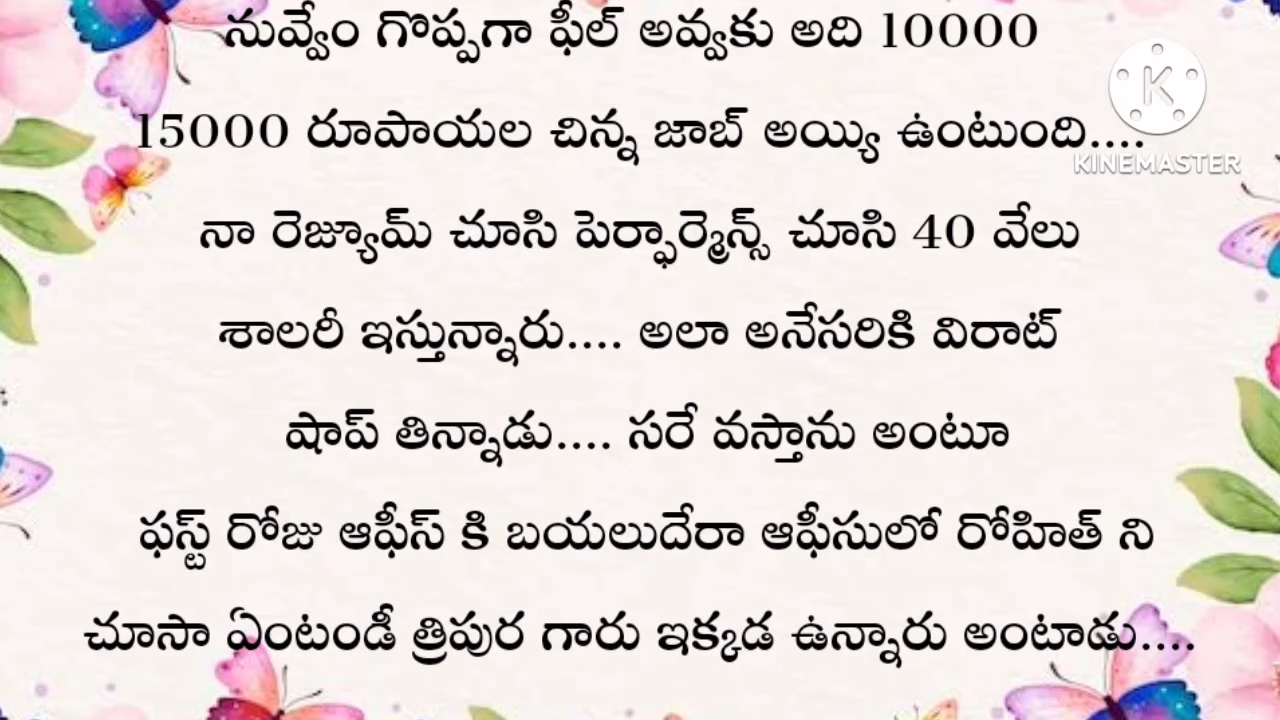 నువ్వేం గొప్పగా ఫీల్ అవ్వకు అది 10000
15000 రూపాయల చిన్న జాబ్ అయ్యి ఉంటుంది....
K
KINEMASTER
నా రెజ్యూమ్ చూసి పెర్ఫార్మెన్స్ చూసి 40 వేలు
శాలరీ ఇస్తున్నారు.... అలా అనేసరికి విరాట్
షాప్ తిన్నాడు.... సరే వస్తాను అంటూ
ఫస్ట్ రోజు ఆఫీస్ కి బయలుదేరా ఆఫీసులో రోహిత్ ని
చూసా ఏంటండీ త్రిపుర గారు ఇక్కడ ఉన్నారు అంటాడు....